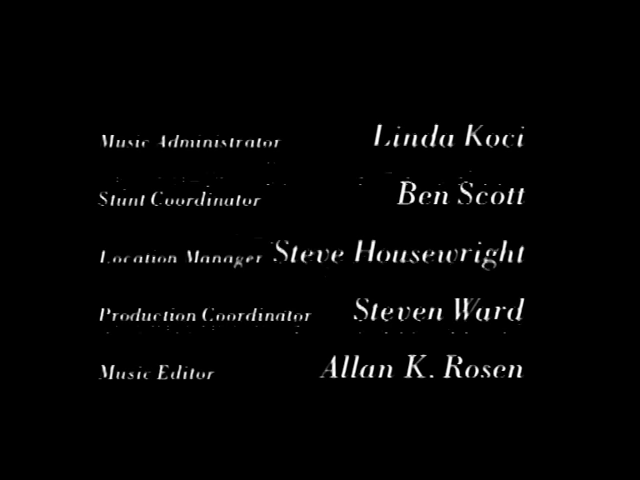 Music Administrator Linda Koci
Stunt Coordinator Ben Scott
Location Manager Steve Housewright
Production Coordinator Steven Ward
Music Editor Allan K. Rosen